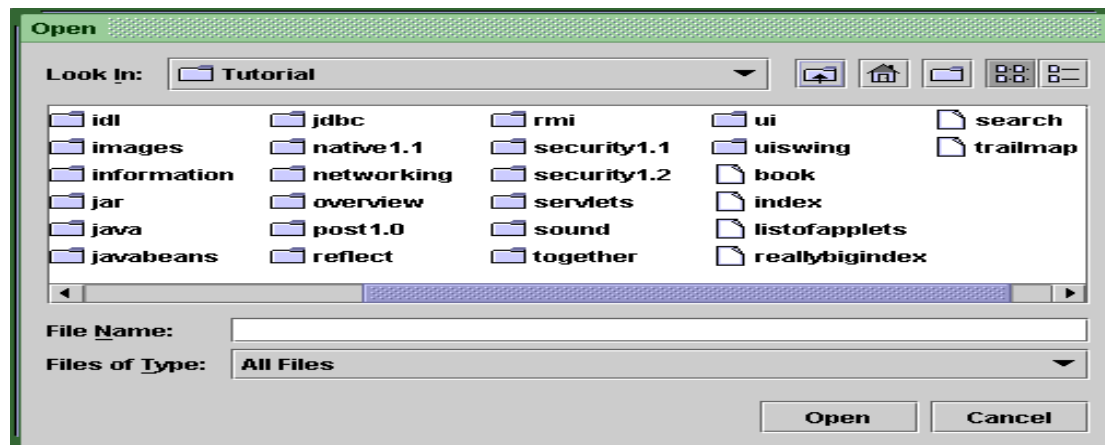 Open
Look In: Tutorial
idl jdbc rmi ui search
images native1.1 security1.1 uiswing trailmap
information networking security1.2 book
jar overview servlets index
java post1.0 sound listofapplets
javabeans reflect together reallybigindex
File Name:
Files of Type: All Files
Open Cancel